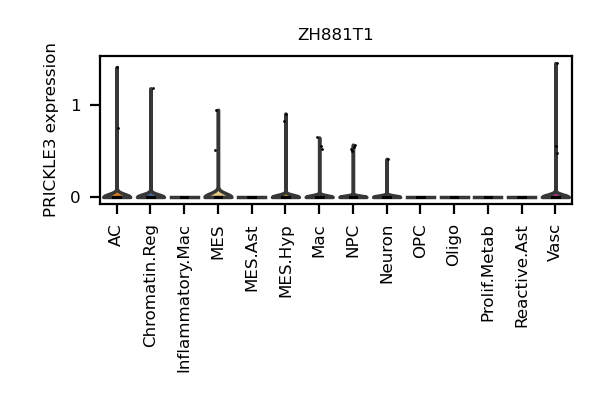 ZH881T1
PRICKLE3 expression
1
0
AC
Chromatin.Reg
Inflammatory.Mac
MES
MES.Ast
MES.Hyp
Mac
NPC
Neuron
OPC
Oligo
Prolif.Metab
Reactive.Ast
Vasc